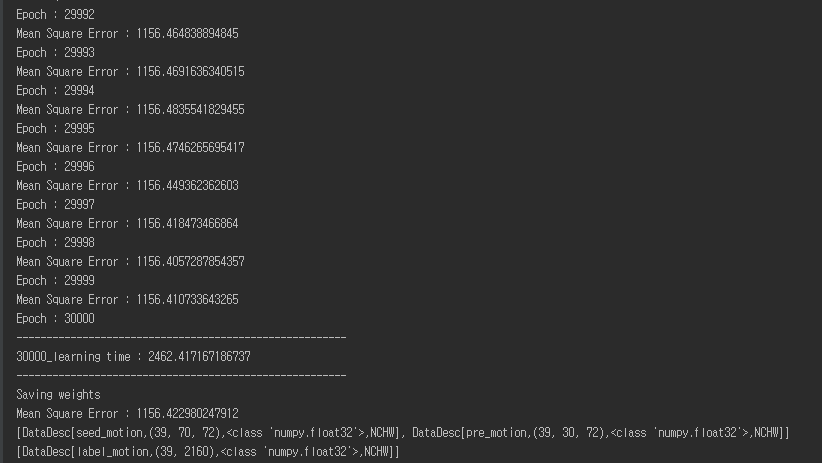 Epoch : 29992
Mean Square Error : 1156.464838894845
Epoch : 29993
Mean Square Error : 1156.4691636340515
Epoch : 29994
Mean Square Error : 1156.4835541829455
Epoch : 29995
Mean Square Error : 1156.4746265695417
Epoch : 29996
Mean Square Error : 1156.449362362603
Epoch : 29997
Mean Square Error : 1156.418473466864
Epoch : 29998
Mean Square Error : 1156.4057287854357
Epoch : 29999
Mean Square Error : 1156.410733643265
Epoch : 30000
-------------------------------------------------------
30000_learning time : 2462.417167186737
-------------------------------------------------------
Saving weights
Mean Square Error : 1156.422980247912
[DataDesc[seed_motion,(39, 70, 72),<class 'numpy.float32'>,NCHW], DataDesc[pre_motion,(39, 30, 72),<class 'numpy.float32'>,NCHW]]
[DataDesc[label_motion,(39, 2160),<class 'numpy.float32'>,NCHW]]